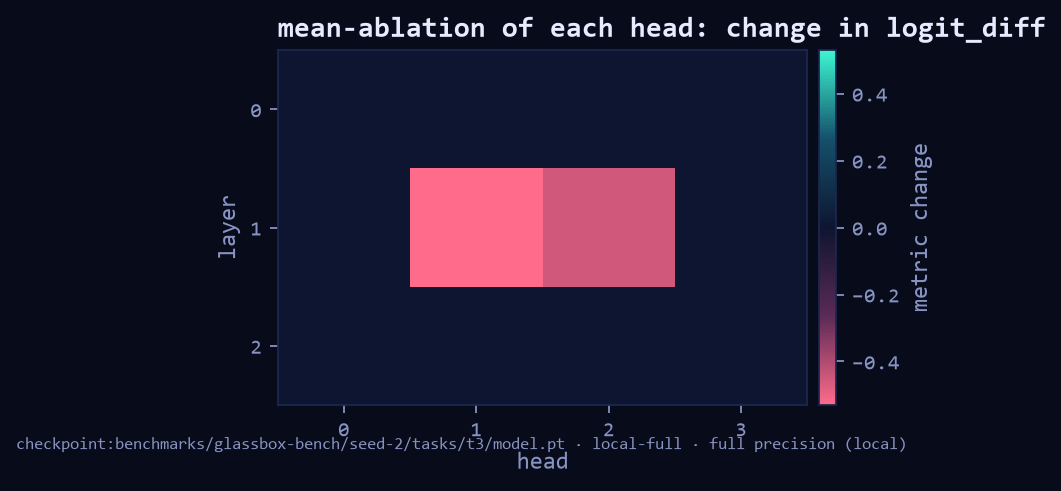 mean-ablation of each head: change in logit_diff
layer
0
1
2
0 1 2 3
head
0.4
0.2
0.0
-0.2
-0.4
metric change
checkpoint:benchmarks/glassbox-bench/seed-2/tasks/t3/model.pt · local-full · full precision (local)